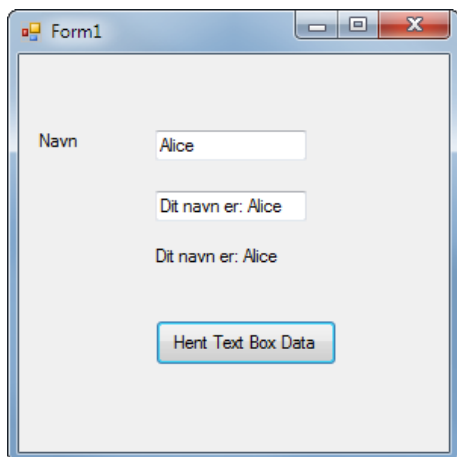 Form1
Navn
Alice
Dit navn er: Alice
Dit navn er: Alice
Hent Text Box Data